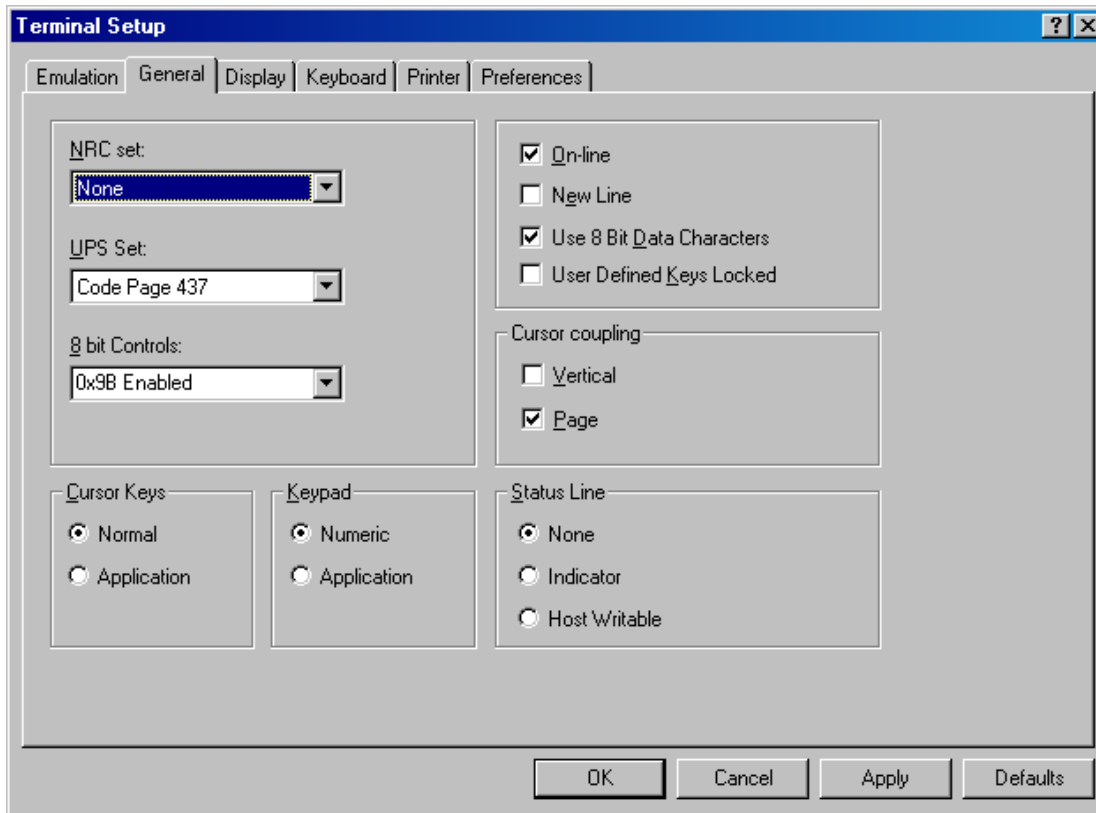 Terminal Setup
Emulation General Display Keyboard Printer Preferences
NRC set:
None
UPS Set:
Code Page 437
8 bit Controls:
0x9B Enabled
On-line
New Line
Use 8 Bit Data Characters
User Defined Keys Locked
Cursor coupling
Vertical
Page
Cursor Keys
Normal
Application
Keypad
Numeric
Application
Status Line
None
Indicator
Host Writable
OK Cancel Apply Defaults